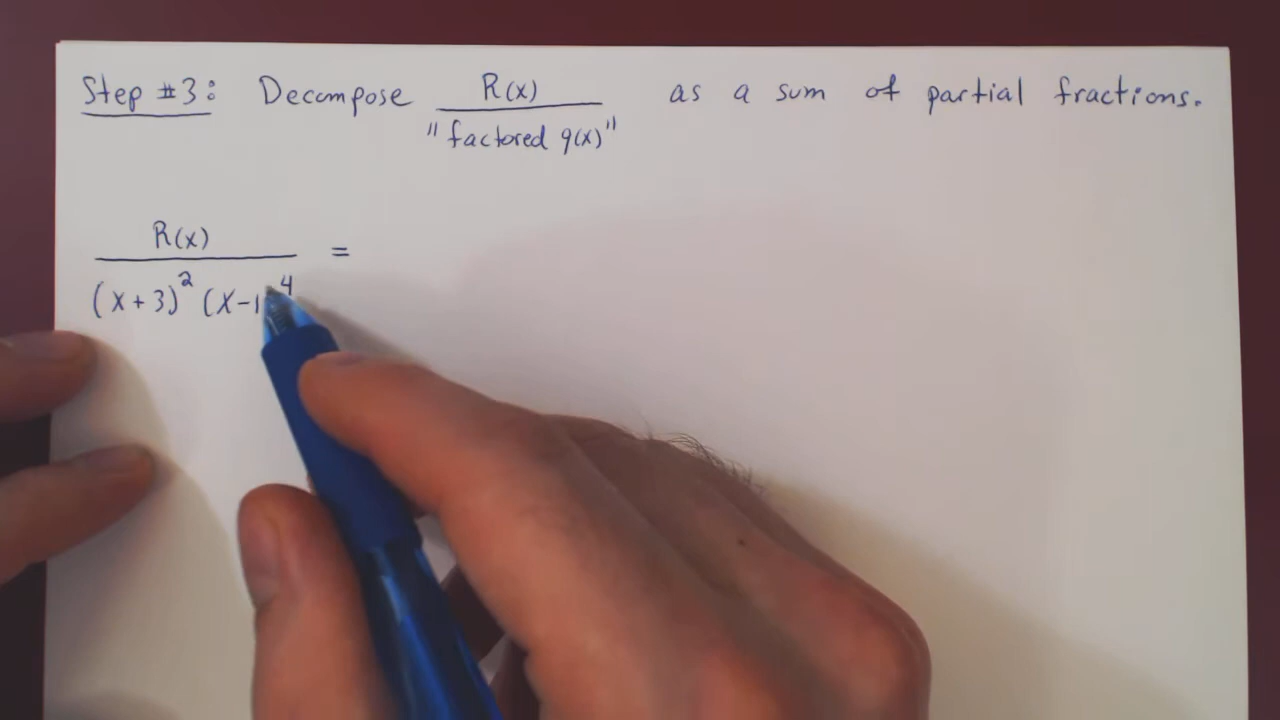 Step #3: Decompose R(x) / "factored q(x)" as a sum of partial fractions.
R(x) / (x+3)² (x-1)⁴ =